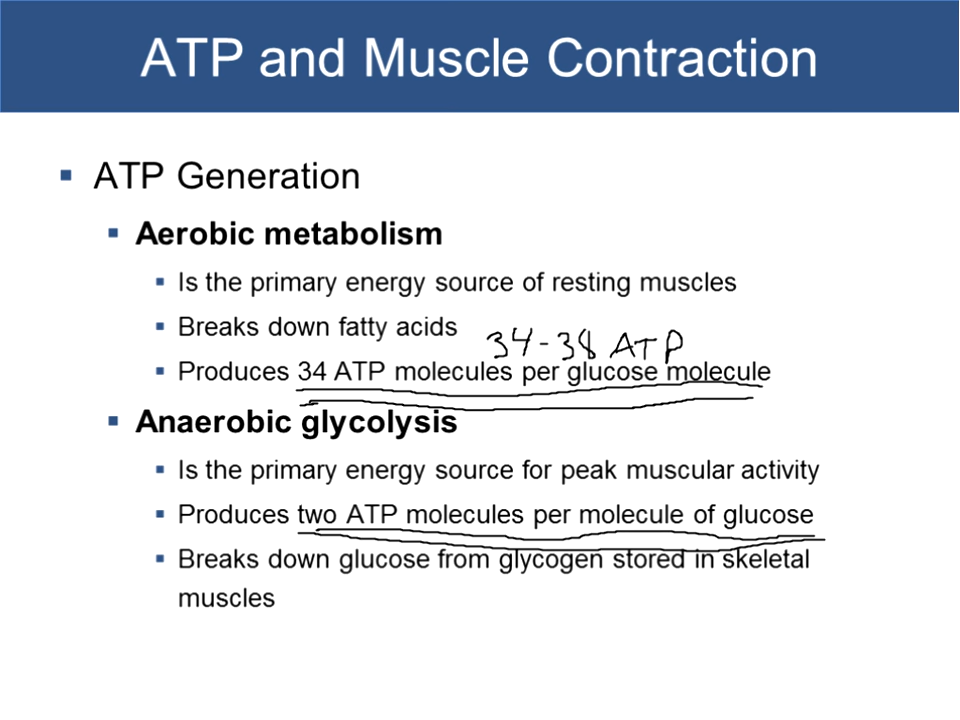 ATP and Muscle Contraction
ATP Generation
Aerobic metabolism
Is the primary energy source of resting muscles
Breaks down fatty acids
34-38 ATP
Produces 34 ATP molecules per glucose molecule
Anaerobic glycolysis
Is the primary energy source for peak muscular activity
Produces two ATP molecules per molecule of glucose
Breaks down glucose from glycogen stored in skeletal
muscles